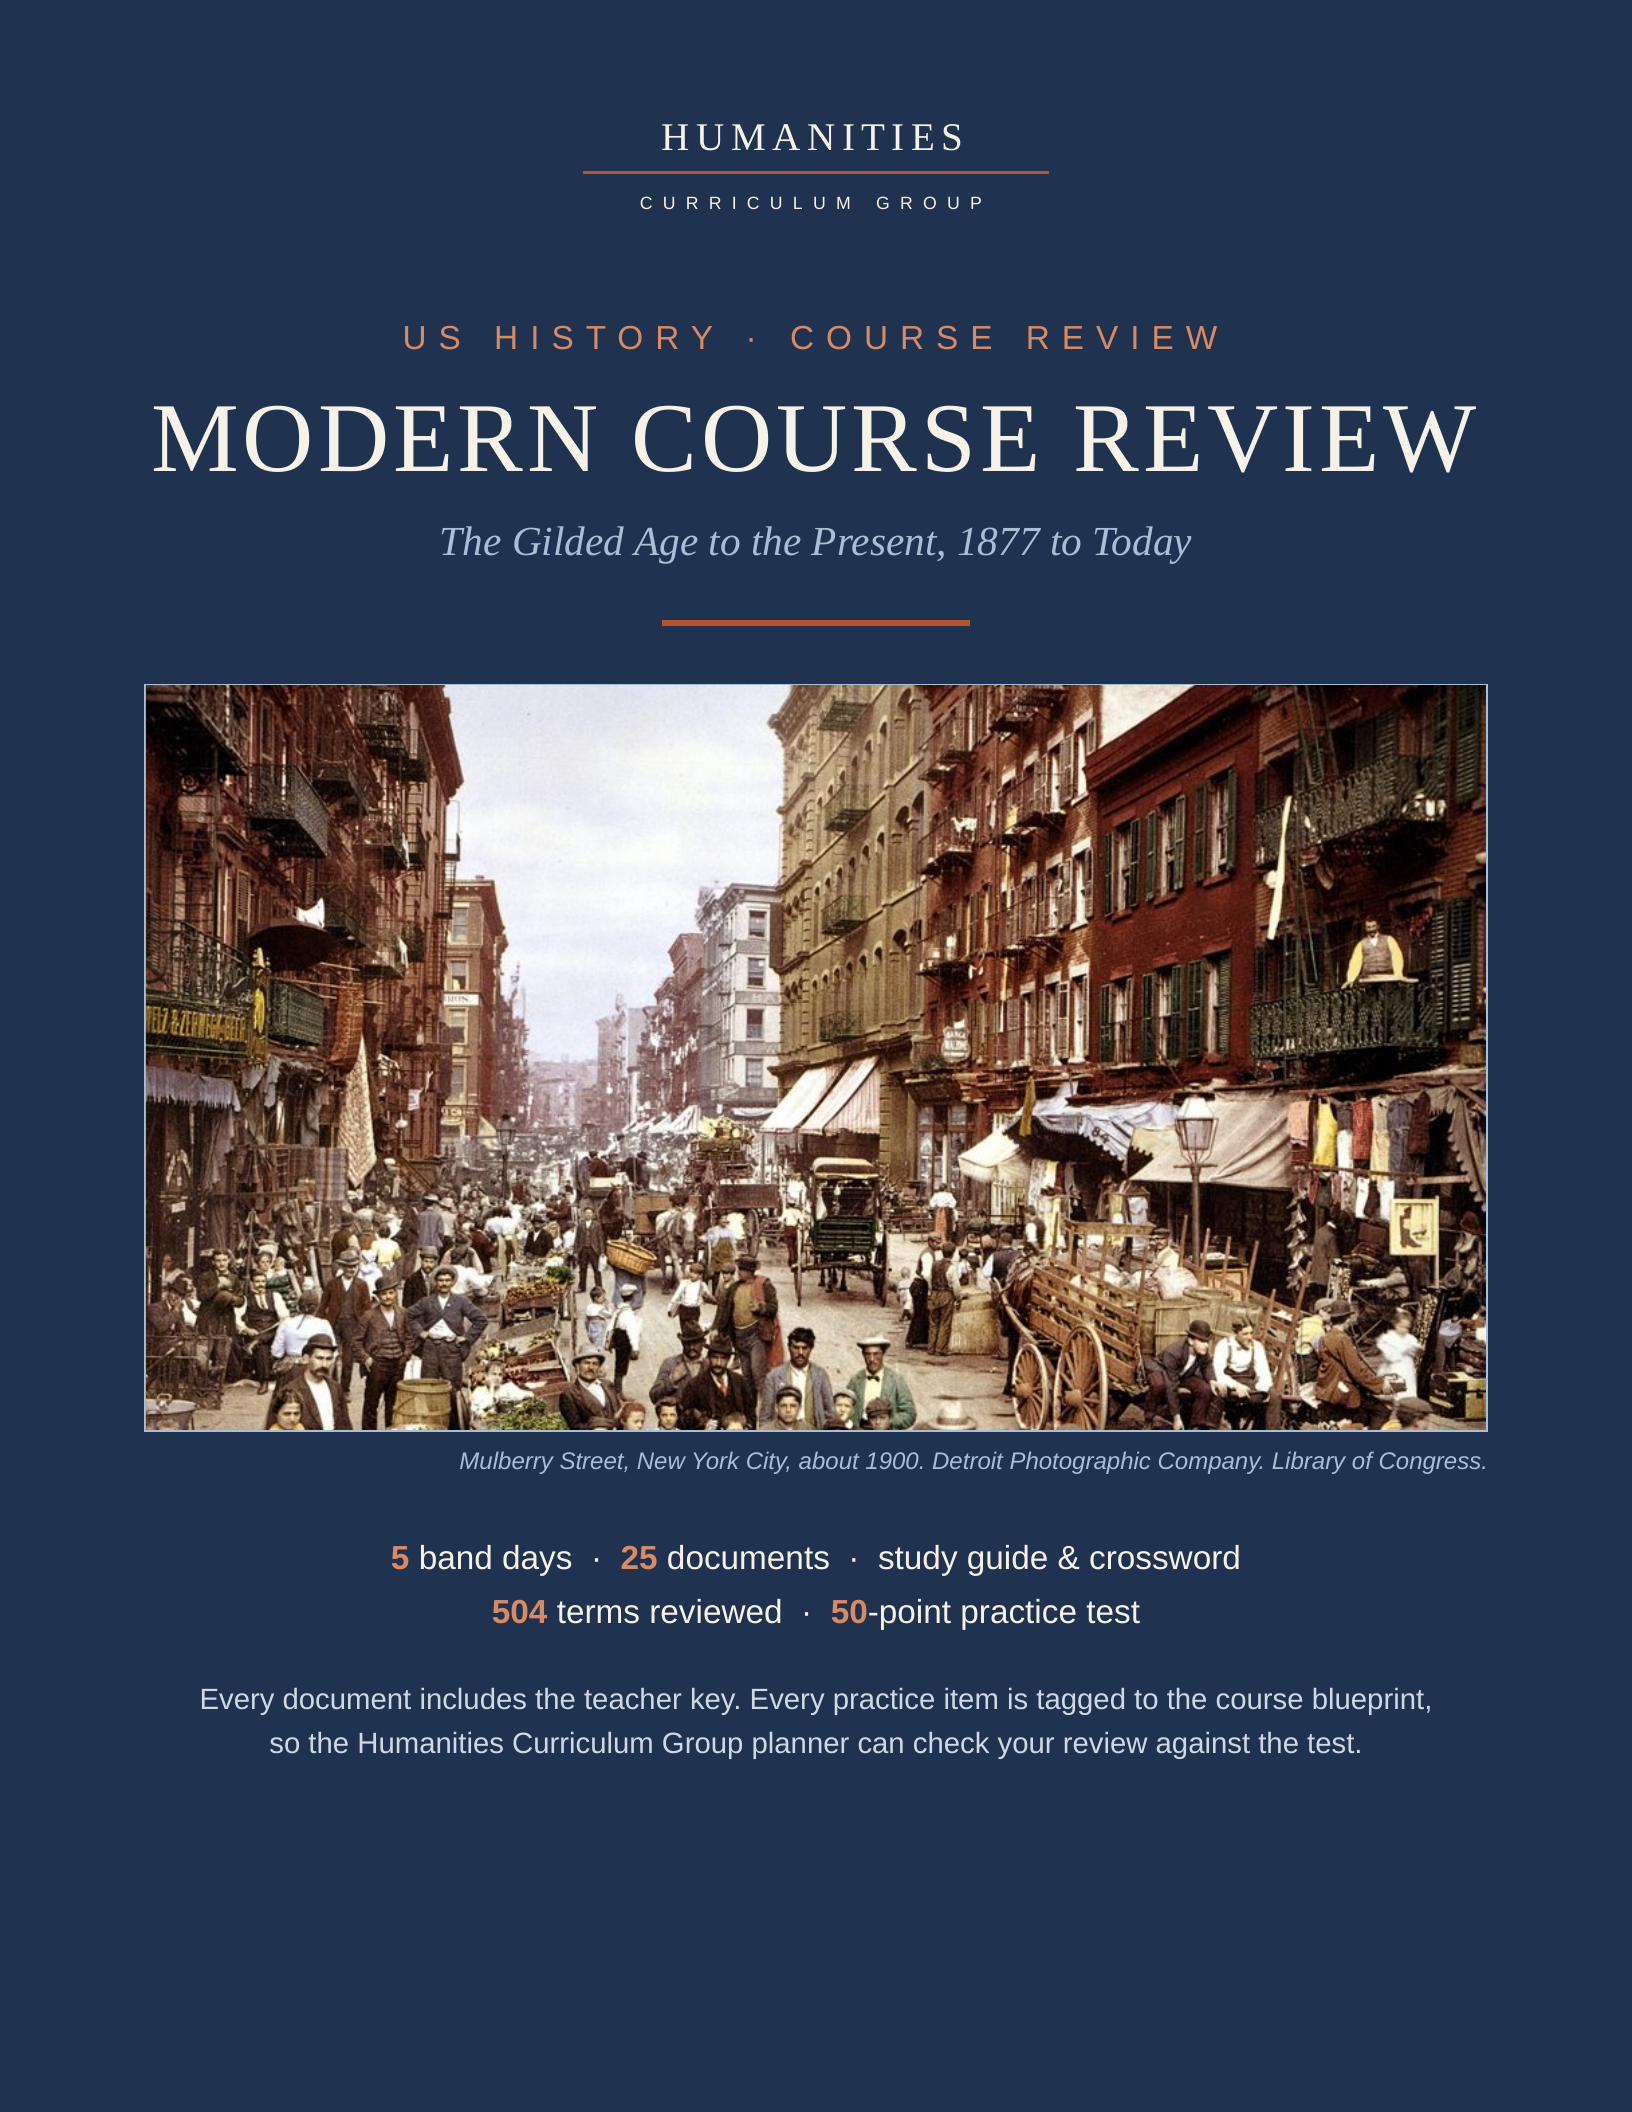 HUMANITIES
CURRICULUM GROUP
US HISTORY · COURSE REVIEW
MODERN COURSE REVIEW
The Gilded Age to the Present, 1877 to Today
BROS.
84
Mulberry Street, New York City, about 1900. Detroit Photographic Company. Library of Congress.
5 band days · 25 documents · study guide & crossword
504 terms reviewed · 50-point practice test
Every document includes the teacher key. Every practice item is tagged to the course blueprint,
so the Humanities Curriculum Group planner can check your review against the test.